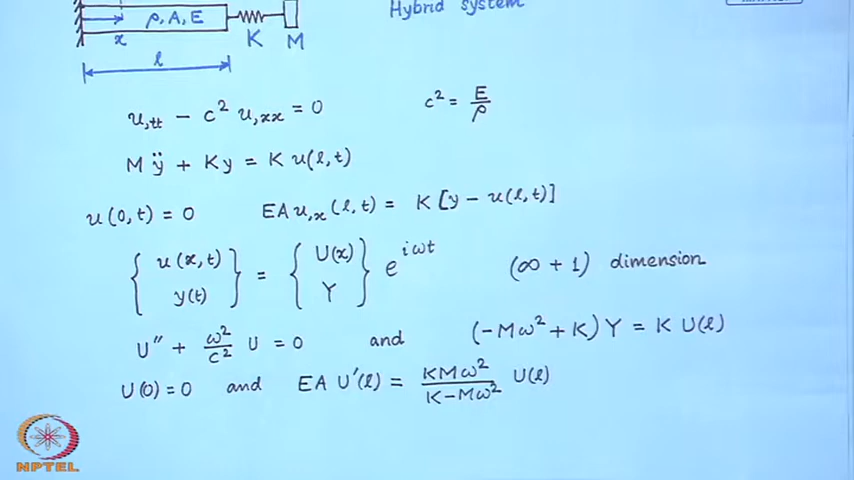 ρ, A, E
Hybrid system
x
K
M
l
u,tt − c² u,xx = 0
c² = E/ρ
M ÿ + K y = K u(l,t)
u(0,t) = 0 EA u,x (l,t) = K [y − u(l,t)]
{ u(x,t) y(t) } = { U(x) Y } e^{iωt} (∞ + 1) dimension
U″ + ω²/c² U = 0 and (−Mω² + K) Y = K U(l)
U(0) = 0 and EA U′(l) = KMω²/(K−Mω²) U(l)
NPTEL